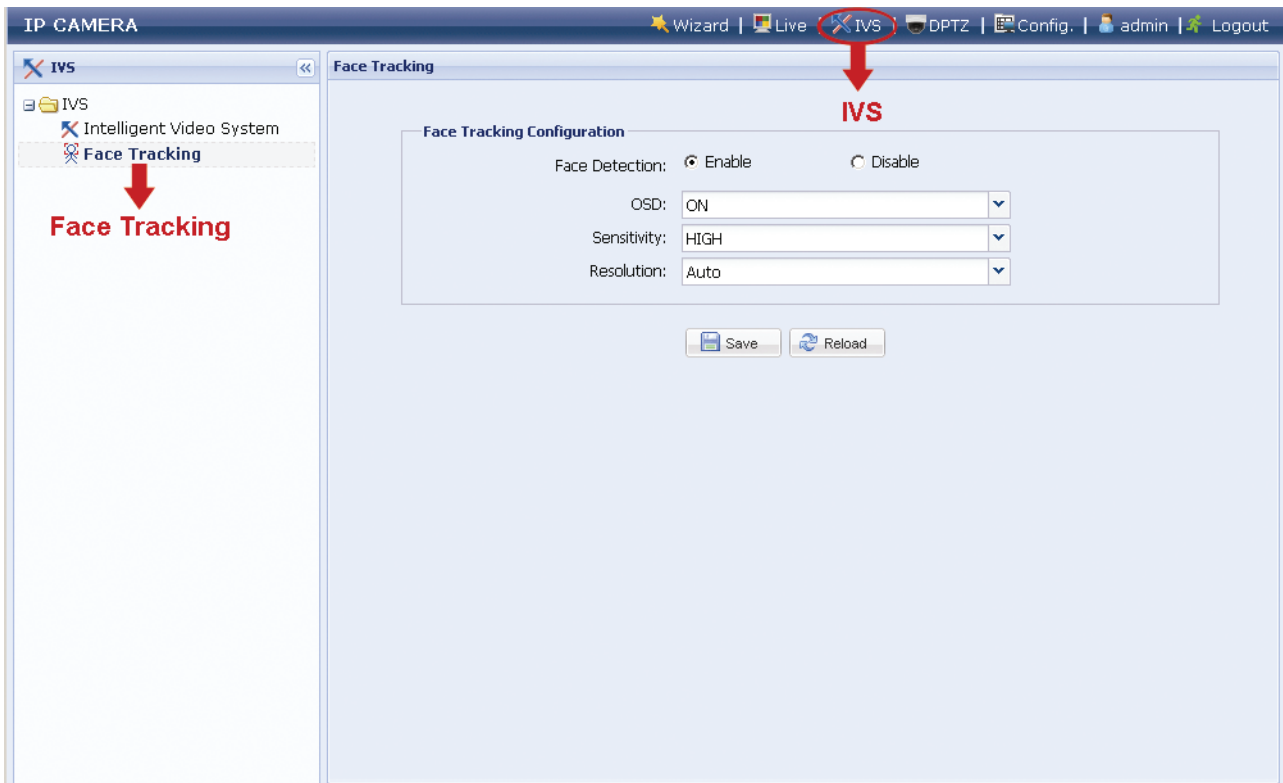 IP CAMERA
Wizard | Live | IVS | DPTZ | Config. | admin | Logout
IVS
Face Tracking
IVS
IVS
Intelligent Video System
Face Tracking
Face Tracking
Face Tracking Configuration
Face Detection: Enable Disable
OSD: ON
Sensitivity: HIGH
Resolution: Auto
Save Reload